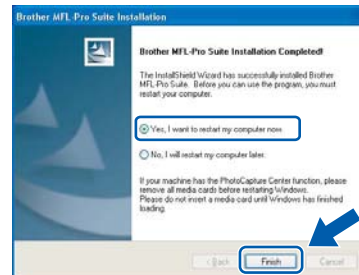 Brother MFL-Pro Suite Installation
Brother MFL-Pro Suite Installation Completed!
The InstallShield Wizard has successfully installed Brother
MFL-Pro Suite. Before you can use the program, you must
restart your computer.
Yes, I want to restart my computer now.
No, I will restart my computer later.
If your machine has the PhotoCapture Center function, please
remove all media cards before restarting Windows.
Please do not insert a media card until Windows has finished
loading.
< Back Finish Cancel